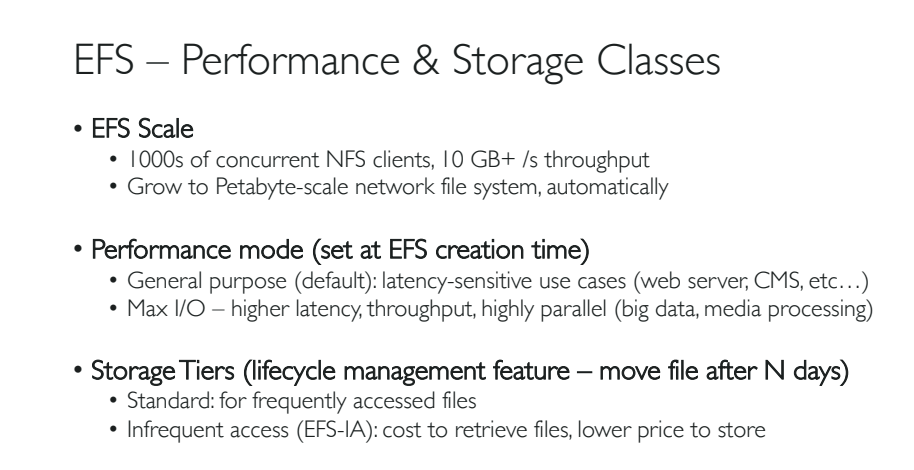 EFS – Performance & Storage Classes
• EFS Scale
• 1000s of concurrent NFS clients, 10 GB+ /s throughput
• Grow to Petabyte-scale network file system, automatically
• Performance mode (set at EFS creation time)
• General purpose (default): latency-sensitive use cases (web server, CMS, etc…)
• Max I/O – higher latency, throughput, highly parallel (big data, media processing)
• Storage Tiers (lifecycle management feature – move file after N days)
• Standard: for frequently accessed files
• Infrequent access (EFS-IA): cost to retrieve files, lower price to store